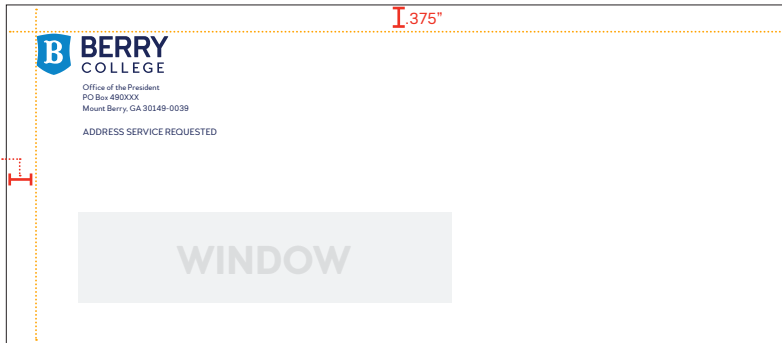 .375"
B
BERRY
COLLEGE
Office of the President
PO Box 490XXX
Mount Berry, GA 30149-0039
ADDRESS SERVICE REQUESTED
WINDOW